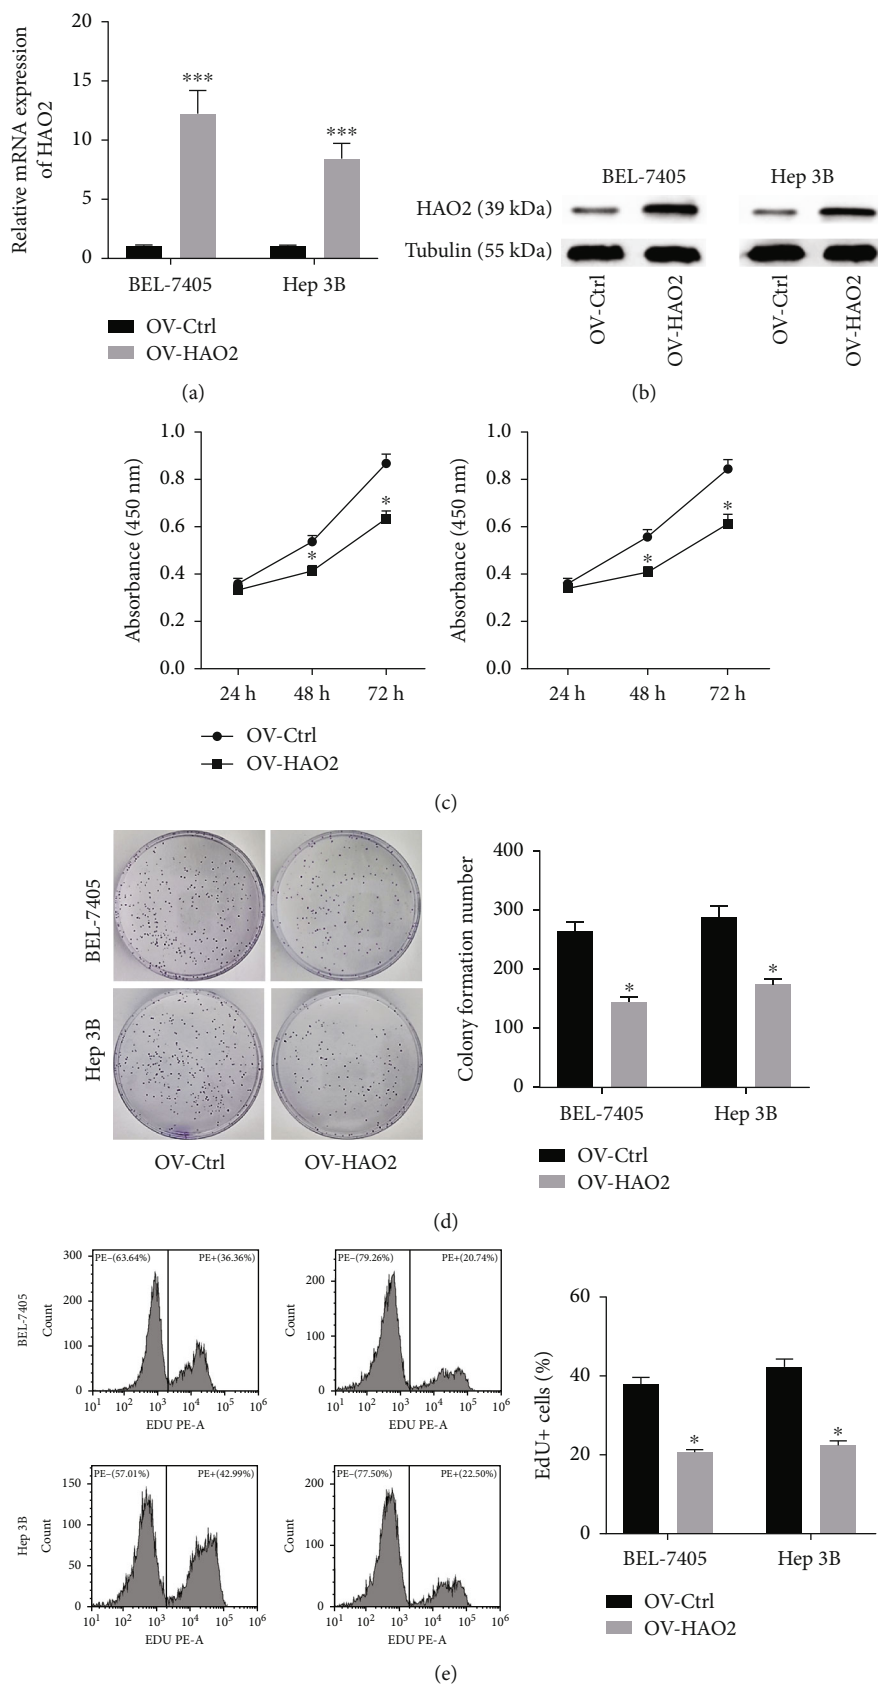 Relative mRNA expression
of HAO2
20
15
10
5
0
***
***
BEL-7405
Hep 3B
OV-Ctrl
OV-HAO2
(a)
BEL-7405
Hep 3B
HAO2 (39 kDa)
Tubulin (55 kDa)
OV-Ctrl
OV-HAO2
OV-Ctrl
OV-HAO2
(b)
Absorbance (450 nm)
1.0
0.8
0.6
0.4
0.2
0.0
*
*
24 h
48 h
72 h
Absorbance (450 nm)
1.0
0.8
0.6
0.4
0.2
0.0
*
*
24 h
48 h
72 h
OV-Ctrl
OV-HAO2
(c)
BEL-7405
Hep 3B
OV-Ctrl
OV-HAO2
Colony formation number
400
300
200
100
0
*
*
BEL-7405
Hep 3B
OV-Ctrl
OV-HAO2
(d)
BEL-7405
Count
300
200
100
0
PE−(63.64%)
PE+(36.36%)
10¹ 10² 10³ 10⁴ 10⁵ 10⁶
EDU PE-A
Count
200
100
0
PE−(79.26%)
PE+(20.74%)
10¹ 10² 10³ 10⁴ 10⁵ 10⁶
EDU PE-A
Hep 3B
Count
150
100
50
0
PE−(57.01%)
PE+(42.99%)
10¹ 10² 10³ 10⁴ 10⁵ 10⁶
EDU PE-A
Count
200
100
0
PE−(77.50%)
PE+(22.50%)
10¹ 10² 10³ 10⁴ 10⁵ 10⁶
EDU PE-A
EdU+ cells (%)
60
40
20
0
*
*
BEL-7405
Hep 3B
OV-Ctrl
OV-HAO2
(e)